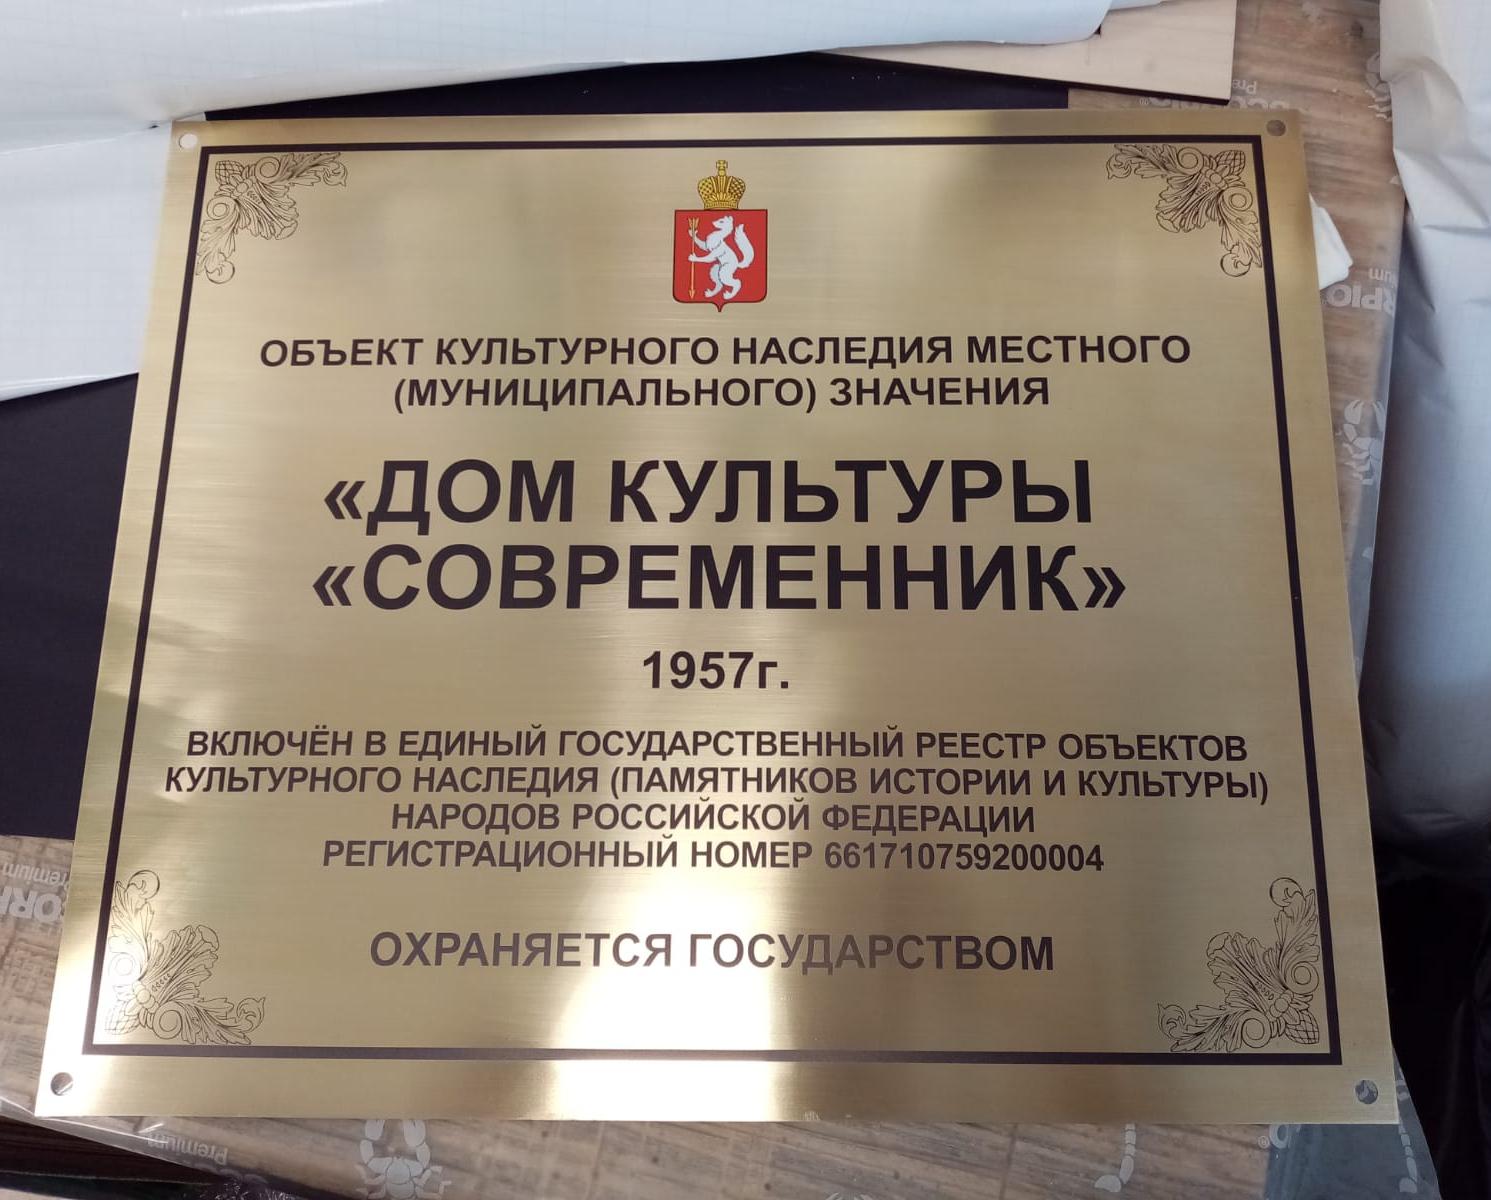 ОБЪЕКТ КУЛЬТУРНОГО НАСЛЕДИЯ МЕСТНОГО
(МУНИЦИПАЛЬНОГО) ЗНАЧЕНИЯ
«ДОМ КУЛЬТУРЫ
«СОВРЕМЕННИК»
1957г.
ВКЛЮЧЁН В ЕДИНЫЙ ГОСУДАРСТВЕННЫЙ РЕЕСТР ОБЪЕКТОВ
КУЛЬТУРНОГО НАСЛЕДИЯ (ПАМЯТНИКОВ ИСТОРИИ И КУЛЬТУРЫ)
НАРОДОВ РОССИЙСКОЙ ФЕДЕРАЦИИ
РЕГИСТРАЦИОННЫЙ НОМЕР 661710759200004
ОХРАНЯЕТСЯ ГОСУДАРСТВОМ
Premium